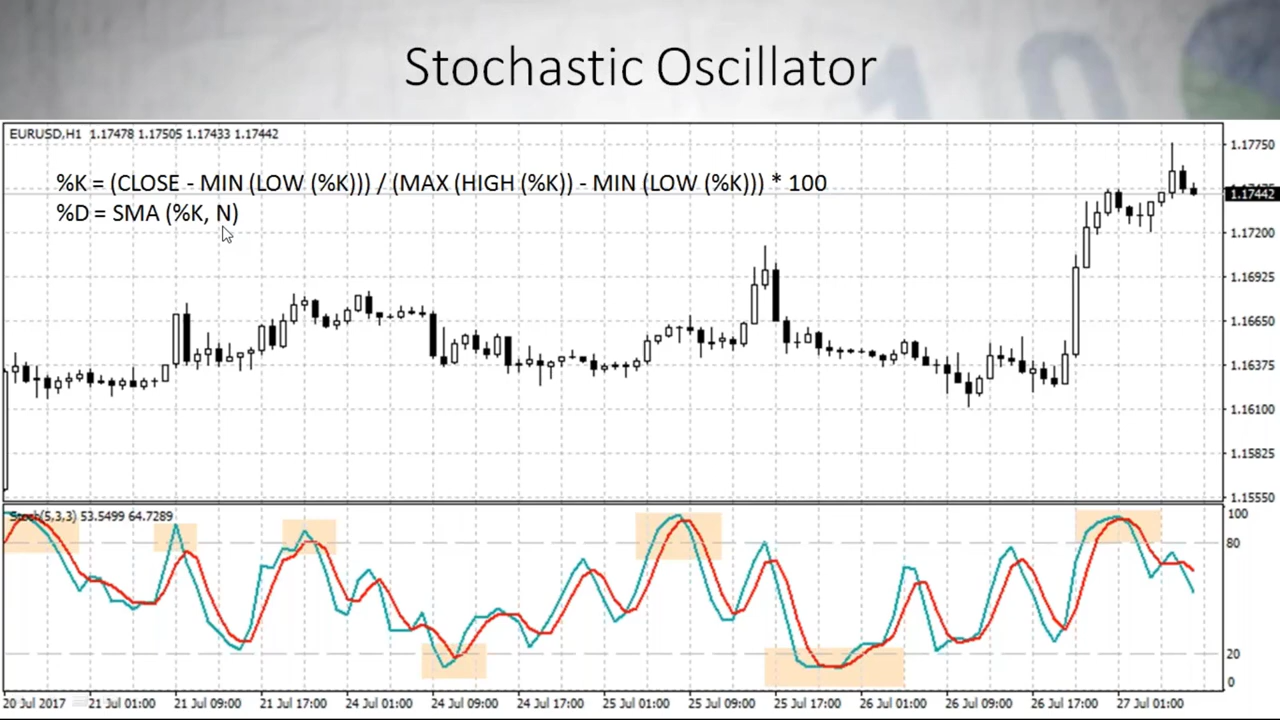 Stochastic Oscillator
EURUSD,H1 1.17478 1.17505 1.17433 1.17442
%K = (CLOSE - MIN (LOW (%K))) / (MAX (HIGH (%K)) - MIN (LOW (%K))) * 100
%D = SMA (%K, N)
1.17750
1.17442
1.17200
1.16925
1.16650
1.16375
1.16100
1.15825
1.15550
Stoch(5,3,3) 53.5499 64.7289
100
80
20
0
20 Jul 2017 21 Jul 01:00 21 Jul 09:00 21 Jul 17:00 24 Jul 01:00 24 Jul 09:00 24 Jul 17:00 25 Jul 01:00 25 Jul 09:00 25 Jul 17:00 26 Jul 01:00 26 Jul 09:00 26 Jul 17:00 27 Jul 01:00